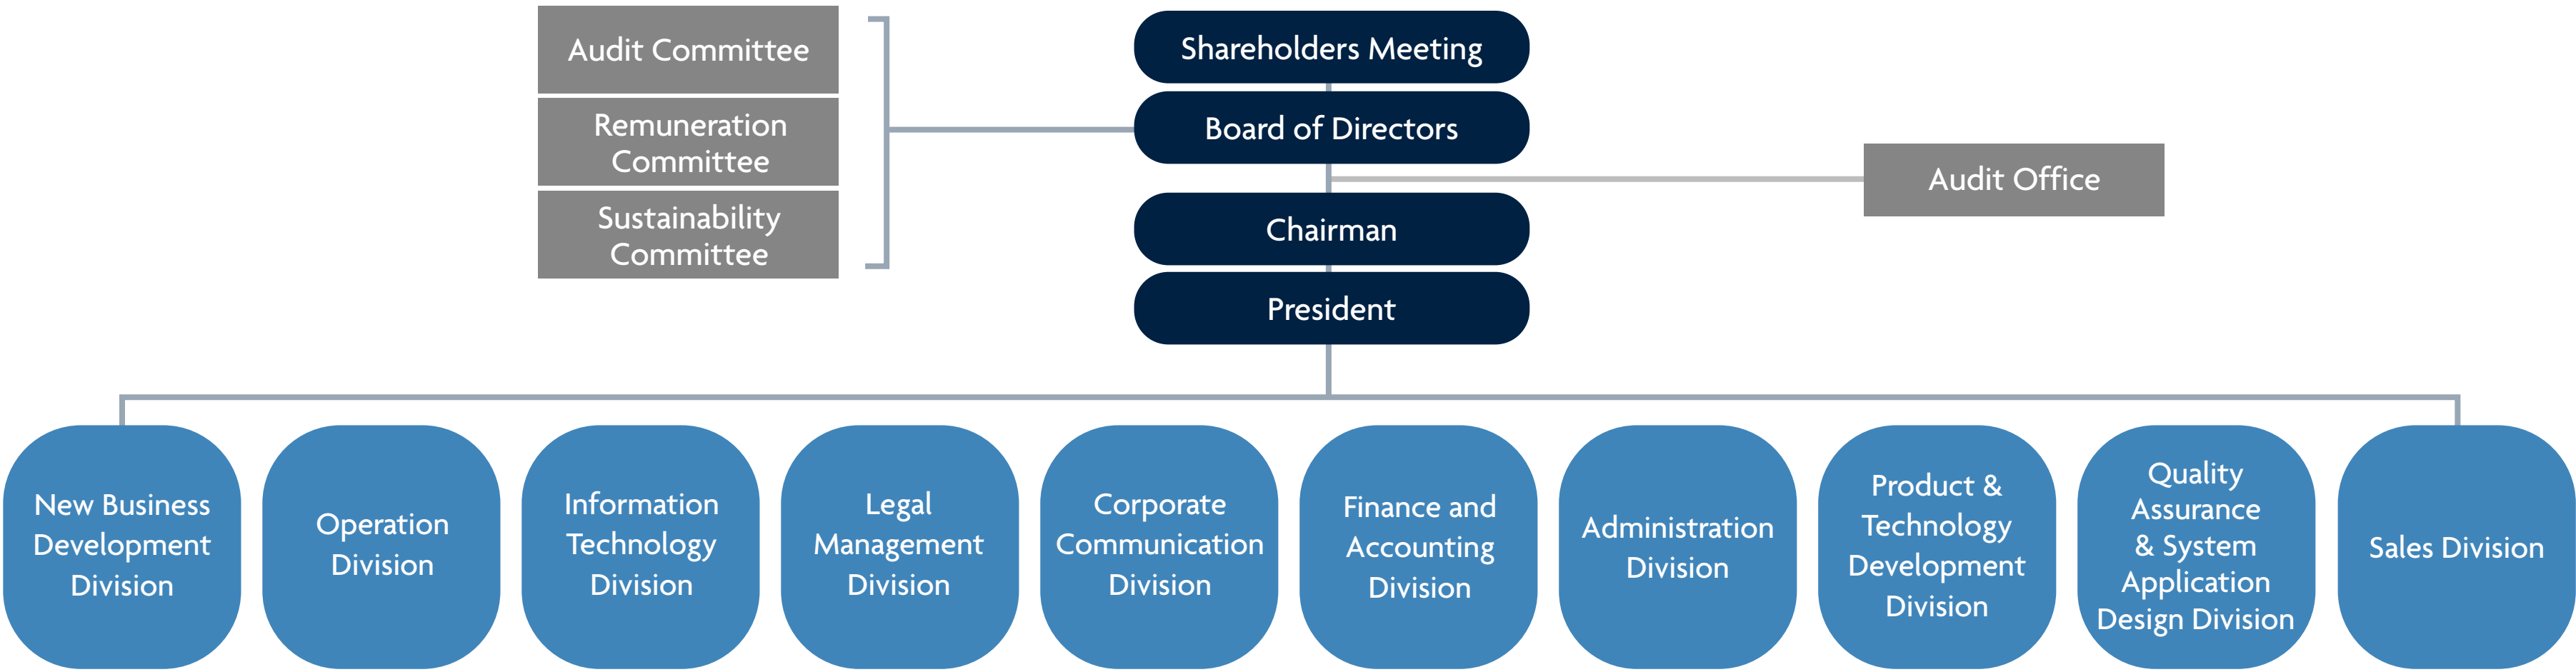 Audit Committee
Remuneration
Committee
Sustainability
Committee
Shareholders Meeting
Board of Directors
Chairman
President
Audit Office
New Business
Development
Division
Operation
Division
Information
Technology
Division
Legal
Management
Division
Corporate
Communication
Division
Finance and
Accounting
Division
Administration
Division
Product &
Technology
Development
Division
Quality
Assurance
& System
Application
Design Division
Sales Division